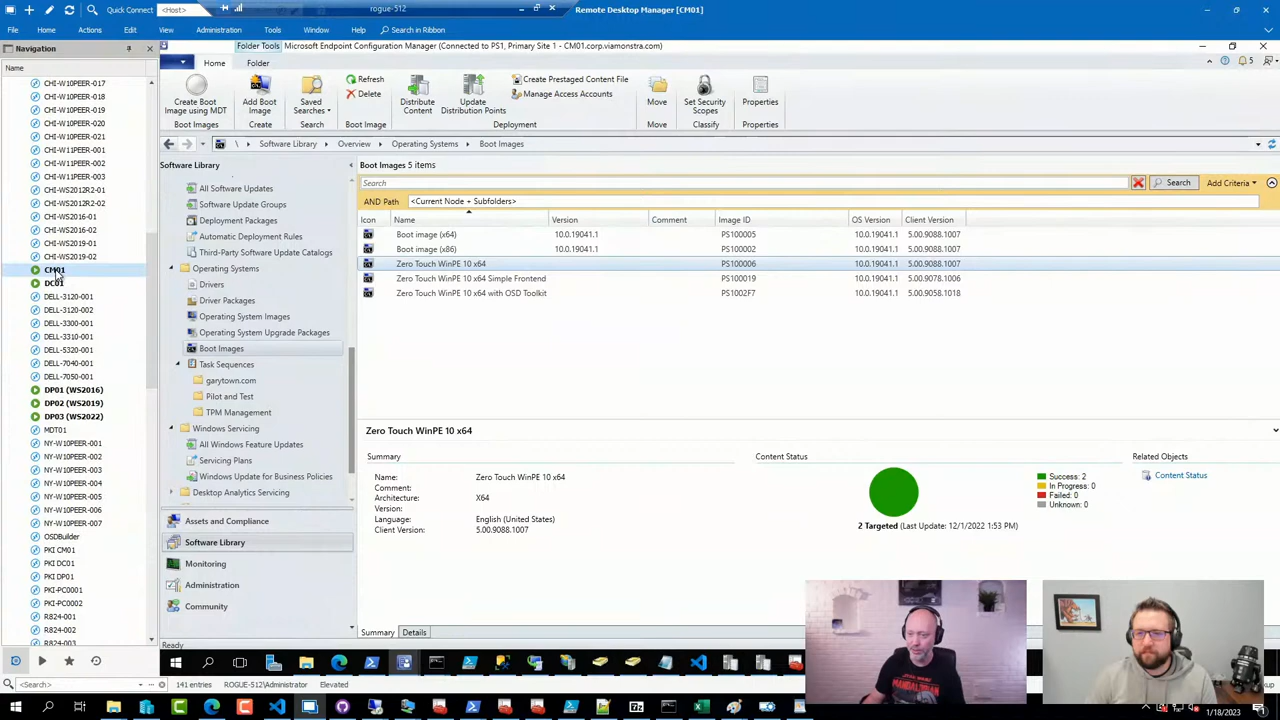 Quick Connect
<Host>
rogue-512
Remote Desktop Manager [CM01]
File
Home
Actions
Edit
View
Administration
Tools
Window
Help
Search in Ribbon
Navigation
Folder Tools
Microsoft Endpoint Configuration Manager (Connected to PS1, Primary Site 1 - CM01.corp.viamonstra.com)
Home
Folder
5
Name
CHI-W10PEER-017
CHI-W10PEER-018
CHI-W10PEER-019
CHI-W10PEER-020
CHI-W10PEER-021
CHI-W11PEER-001
CHI-W11PEER-002
CHI-W11PEER-003
CHI-WS2012R2-01
CHI-WS2012R2-02
CHI-WS2016-01
CHI-WS2016-02
CHI-WS2019-01
CHI-WS2019-02
CM01
DC01
DELL-3120-001
DELL-3120-002
DELL-3300-001
DELL-3310-001
DELL-5320-001
DELL-7040-001
DELL-7050-001
DP01 (WS2016)
DP02 (WS2019)
DP03 (WS2022)
MDT01
NY-W10PEER-001
NY-W10PEER-002
NY-W10PEER-003
NY-W10PEER-004
NY-W10PEER-005
NY-W10PEER-006
NY-W10PEER-007
OSDBuilder
PKI CM01
PKI DC01
PKI DP01
PKI-PC0001
PKI-PC0002
R824-001
R824-002
R824-003
<Search>
141 entries
ROGUE-512\Administrator
Elevated
Create Boot
Image using MDT
Boot Images
Add Boot
Image
Create
Saved
Searches
Search
Refresh
Delete
Boot Image
Distribute
Content
Update
Distribution Points
Create Prestaged Content File
Manage Access Accounts
Deployment
Move
Move
Set Security
Scopes
Classify
Properties
Properties
\
Software Library
Overview
Operating Systems
Boot Images
Software Library
All Software Updates
Software Update Groups
Deployment Packages
Automatic Deployment Rules
Third-Party Software Update Catalogs
Operating Systems
Drivers
Driver Packages
Operating System Images
Operating System Upgrade Packages
Boot Images
Task Sequences
garytown.com
Pilot and Test
TPM Management
Windows Servicing
All Windows Feature Updates
Servicing Plans
Windows Update for Business Policies
Desktop Analytics Servicing
Assets and Compliance
Software Library
Monitoring
Administration
Community
Ready
Boot Images 5 items
Search
Search
Add Criteria
AND Path
<Current Node + Subfolders>
Icon
Name
Version
Comment
Image ID
OS Version
Client Version
Boot image (x64) 10.0.19041.1 PS100005 10.0.19041.1 5.00.9088.1007
Boot image (x86) 10.0.19041.1 PS100002 10.0.19041.1 5.00.9088.1007
Zero Touch WinPE 10 x64 PS100006 10.0.19041.1 5.00.9088.1007
Zero Touch WinPE 10 x64 Simple Frontend PS100019 10.0.19041.1 5.00.9078.1006
Zero Touch WinPE 10 x64 with OSD Toolkit PS1002F7 10.0.19041.1 5.00.9058.1018
Zero Touch WinPE 10 x64
Summary
Name: Zero Touch WinPE 10 x64
Comment:
Architecture: X64
Version:
Language: English (United States)
Client Version: 5.00.9088.1007
Content Status
Success: 2
In Progress: 0
Failed: 0
Unknown: 0
2 Targeted (Last Update: 12/1/2022 1:53 PM)
Related Objects
Content Status
Summary
Details
MANDALORIAN
1/18/2023